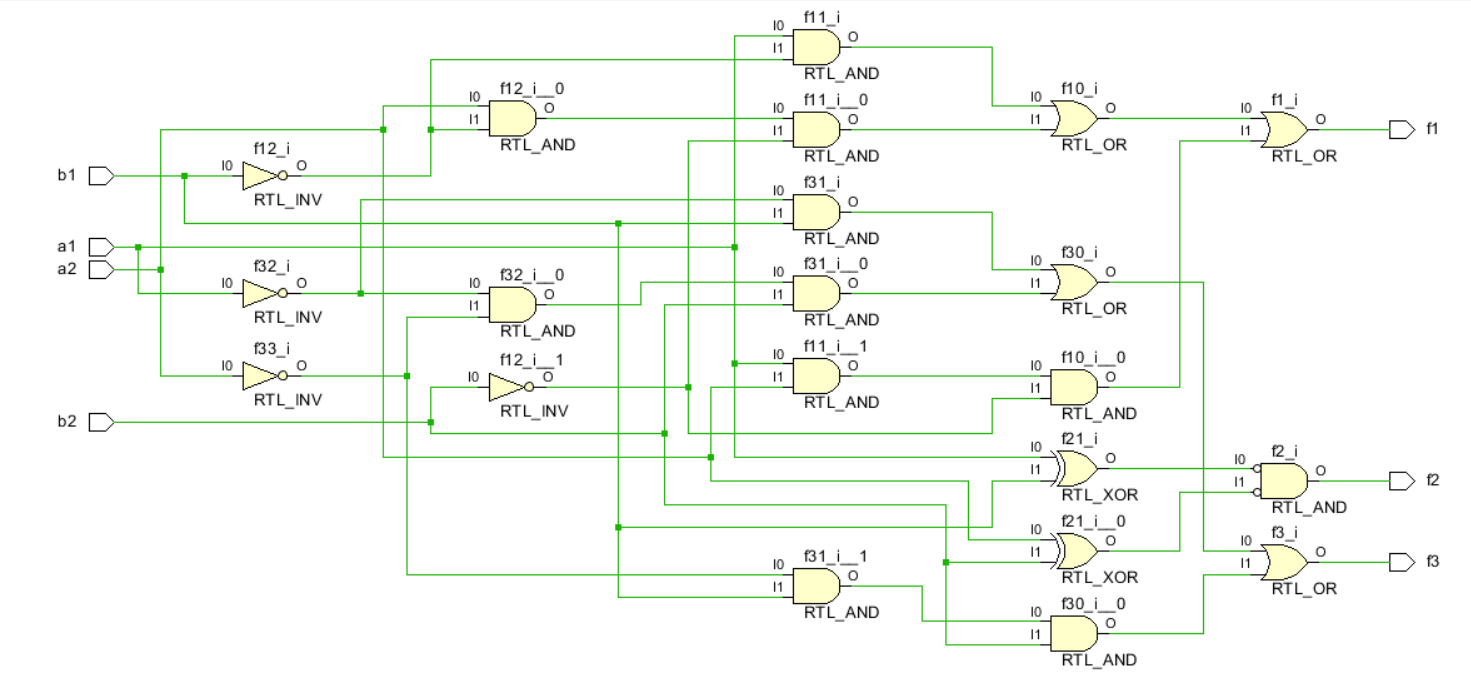 f11_i
I0
I1
O
RTL_AND
f12_i__0
I0
I1
O
RTL_AND
f11_i__0
I0
I1
O
RTL_AND
f10_i
I0
I1
O
RTL_OR
f1_i
I0
I1
O
RTL_OR
f1
b1
f12_i
I0
O
RTL_INV
f31_i
I0
I1
O
RTL_AND
a1
a2
f32_i
I0
O
RTL_INV
f32_i__0
I0
I1
O
RTL_AND
f31_i__0
I0
I1
O
RTL_AND
f30_i
I0
I1
O
RTL_OR
f33_i
I0
O
RTL_INV
f12_i__1
I0
O
RTL_INV
f11_i__1
I0
I1
O
RTL_AND
f10_i__0
I0
I1
O
RTL_AND
b2
f21_i
I0
I1
O
RTL_XOR
f2_i
I0
I1
O
RTL_AND
f2
f21_i__0
I0
I1
O
RTL_XOR
f3_i
I0
I1
O
RTL_OR
f3
f31_i__1
I0
I1
O
RTL_AND
f30_i__0
I0
I1
O
RTL_AND